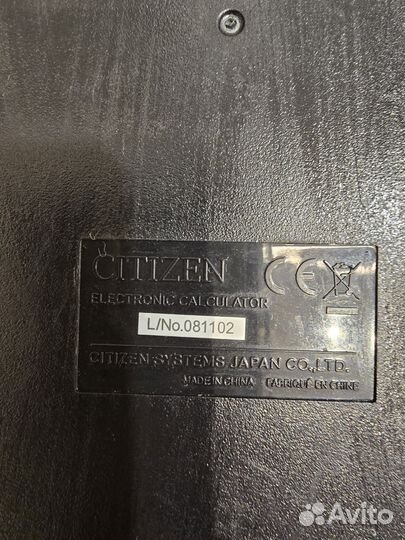 CITIZEN CE
ELECTRONIC CALCULATOR
L/No.081102
CITIZEN SYSTEMS JAPAN CO.,LTD.
MADE IN CHINA FABRIQUÉ EN CHINE
Avito